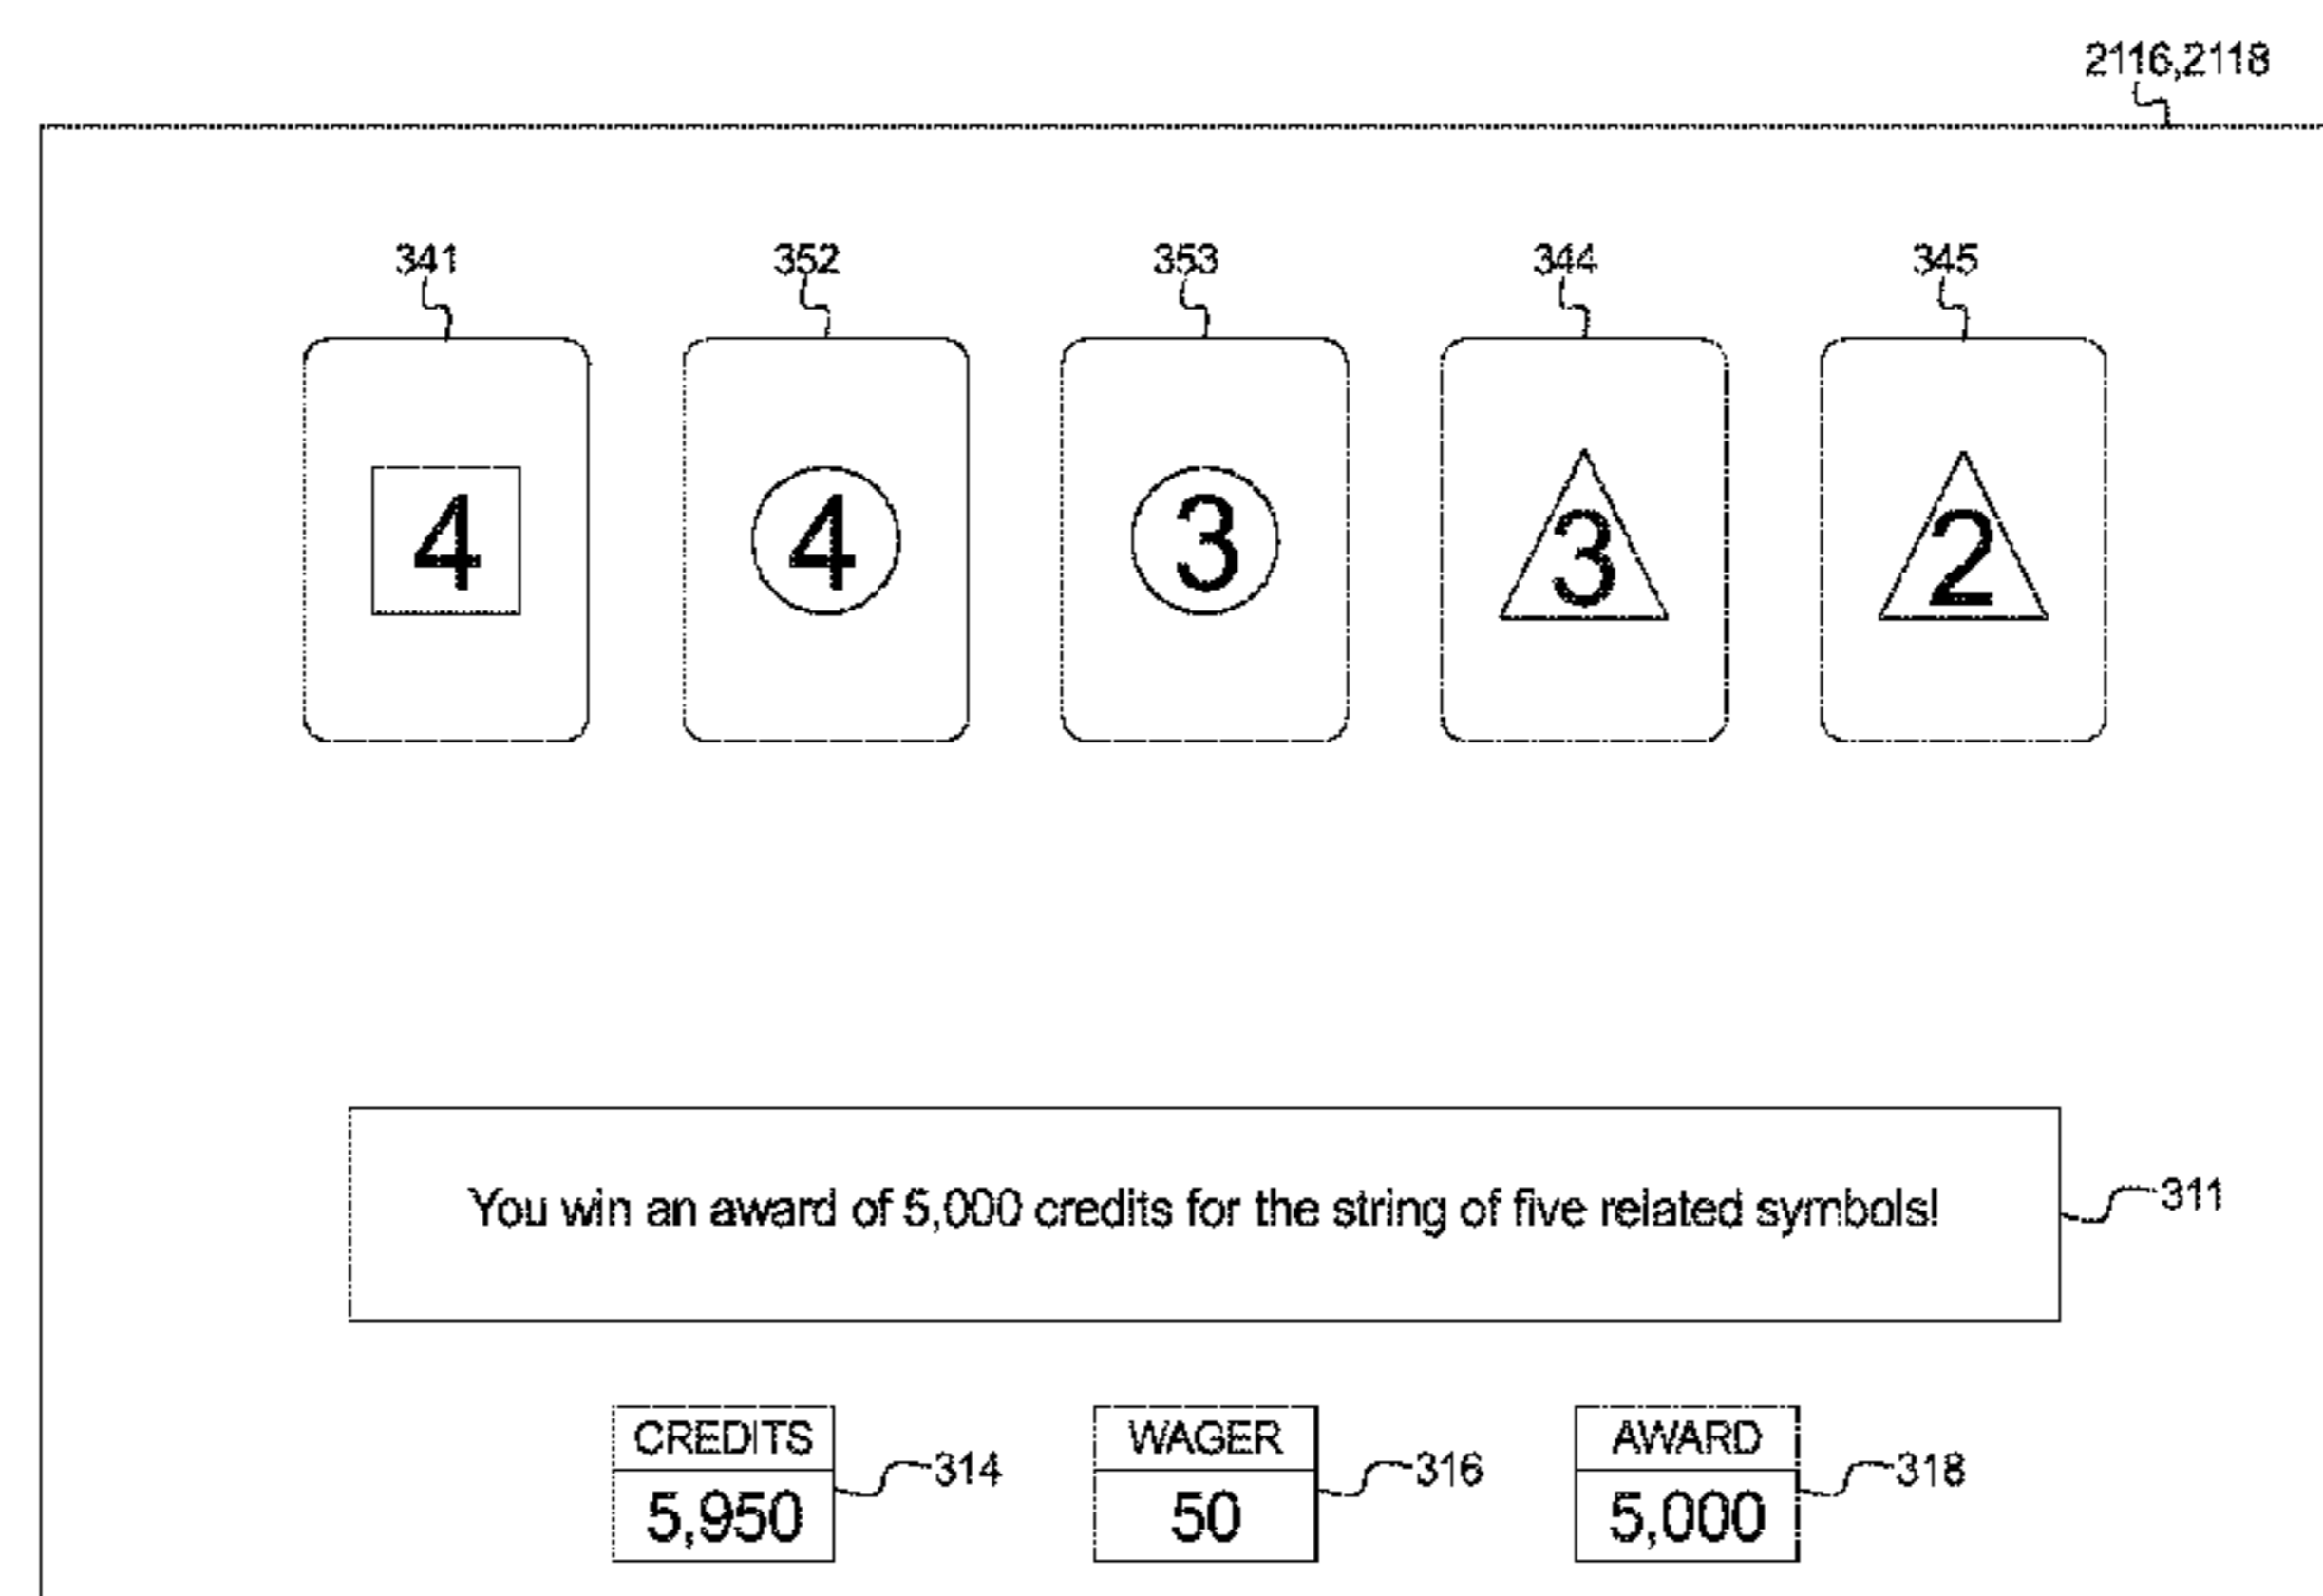 2116,2118
341 352 353 344 345
4 4 3 3 2
You win an award of 5,000 credits for the string of five related symbols!
311
CREDITS WAGER AWARD
314 316 318
5,950 50 5,000